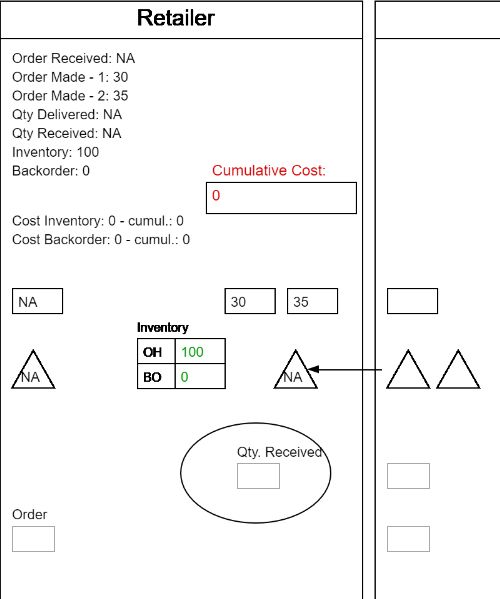 Retailer
Order Received: NA
Order Made - 1: 30
Order Made - 2: 35
Qty Delivered: NA
Qty Received: NA
Inventory: 100
Backorder: 0
Cumulative Cost:
0
Cost Inventory: 0 - cumul.: 0
Cost Backorder: 0 - cumul.: 0
NA 30 35
Inventory
OH 100
BO 0
NA NA
Qty. Received
Order